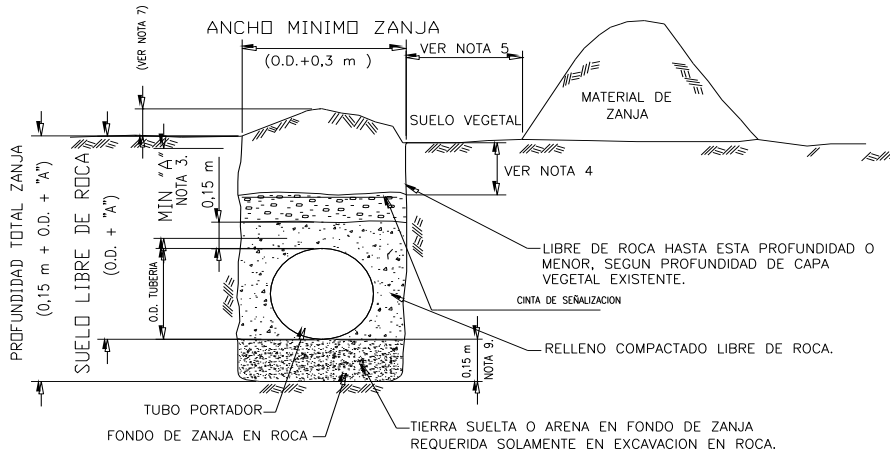 ANCHO MINIMO ZANJA
(O.D.+0,3 m )
(VER NOTA 7)
VER NOTA 5
MATERIAL DE
ZANJA
SUELO VEGETAL
VER NOTA 4
PROFUNDIDAD TOTAL ZANJA
(0,15 m + O.D. + "A")
SUELO LIBRE DE ROCA
(O.D. + "A")
MIN "A"
NOTA 3.
0,15 m
O.D. TUBERIA
LIBRE DE ROCA HASTA ESTA PROFUNDIDAD O
MENOR, SEGUN PROFUNDIDAD DE CAPA
VEGETAL EXISTENTE.
CINTA DE SEÑALIZACION
RELLENO COMPACTADO LIBRE DE ROCA.
0,15 m
NOTA 9.
TUBO PORTADOR
FONDO DE ZANJA EN ROCA
TIERRA SUELTA O ARENA EN FONDO DE ZANJA
REQUERIDA SOLAMENTE EN EXCAVACION EN ROCA.